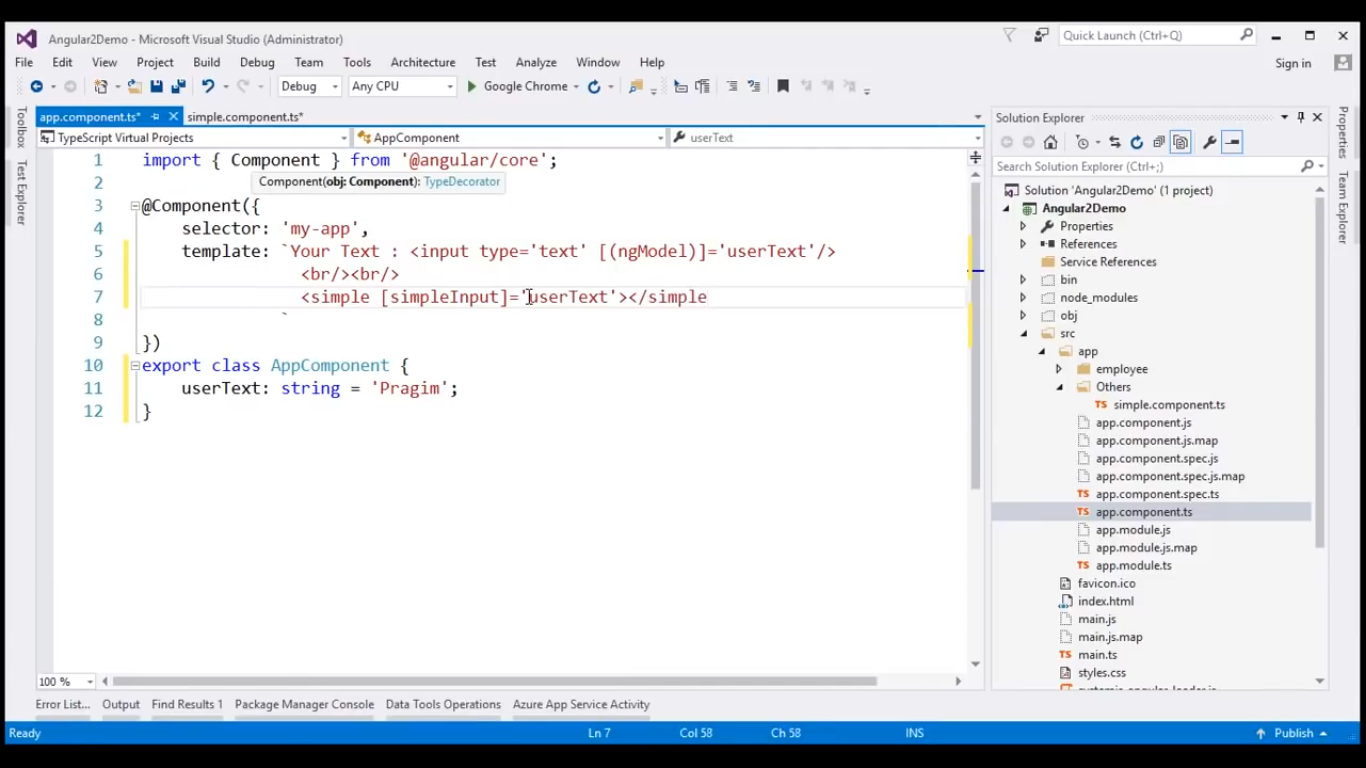 Angular2Demo - Microsoft Visual Studio (Administrator)
Quick Launch (Ctrl+Q)
File Edit View Project Build Debug Team Tools Architecture Test Analyze Window Help
Sign in
Debug Any CPU Google Chrome
Toolbox
Test Explorer
app.component.ts* simple.component.ts*
TypeScript Virtual Projects AppComponent userText
1 import { Component } from '@angular/core';
2
Component(obj: Component): TypeDecorator
3 @Component({
4 selector: 'my-app',
5 template: `Your Text : <input type='text' [(ngModel)]='userText'/>
6 <br/><br/>
7 <simple [simpleInput]='userText'></simple
8 `
9 })
10 export class AppComponent {
11 userText: string = 'Pragim';
12 }
100 %
Solution Explorer
Search Solution Explorer (Ctrl+;)
Solution 'Angular2Demo' (1 project)
Angular2Demo
Properties
References
Service References
bin
node_modules
obj
src
app
employee
Others
TS simple.component.ts
app.component.js
app.component.js.map
app.component.spec.js
app.component.spec.js.map
TS app.component.spec.ts
TS app.component.ts
app.module.js
app.module.js.map
TS app.module.ts
favicon.ico
index.html
main.js
main.js.map
TS main.ts
styles.css
Properties
Team Explorer
Error List... Output Find Results 1 Package Manager Console Data Tools Operations Azure App Service Activity
Ready Ln 7 Col 58 Ch 58 INS Publish